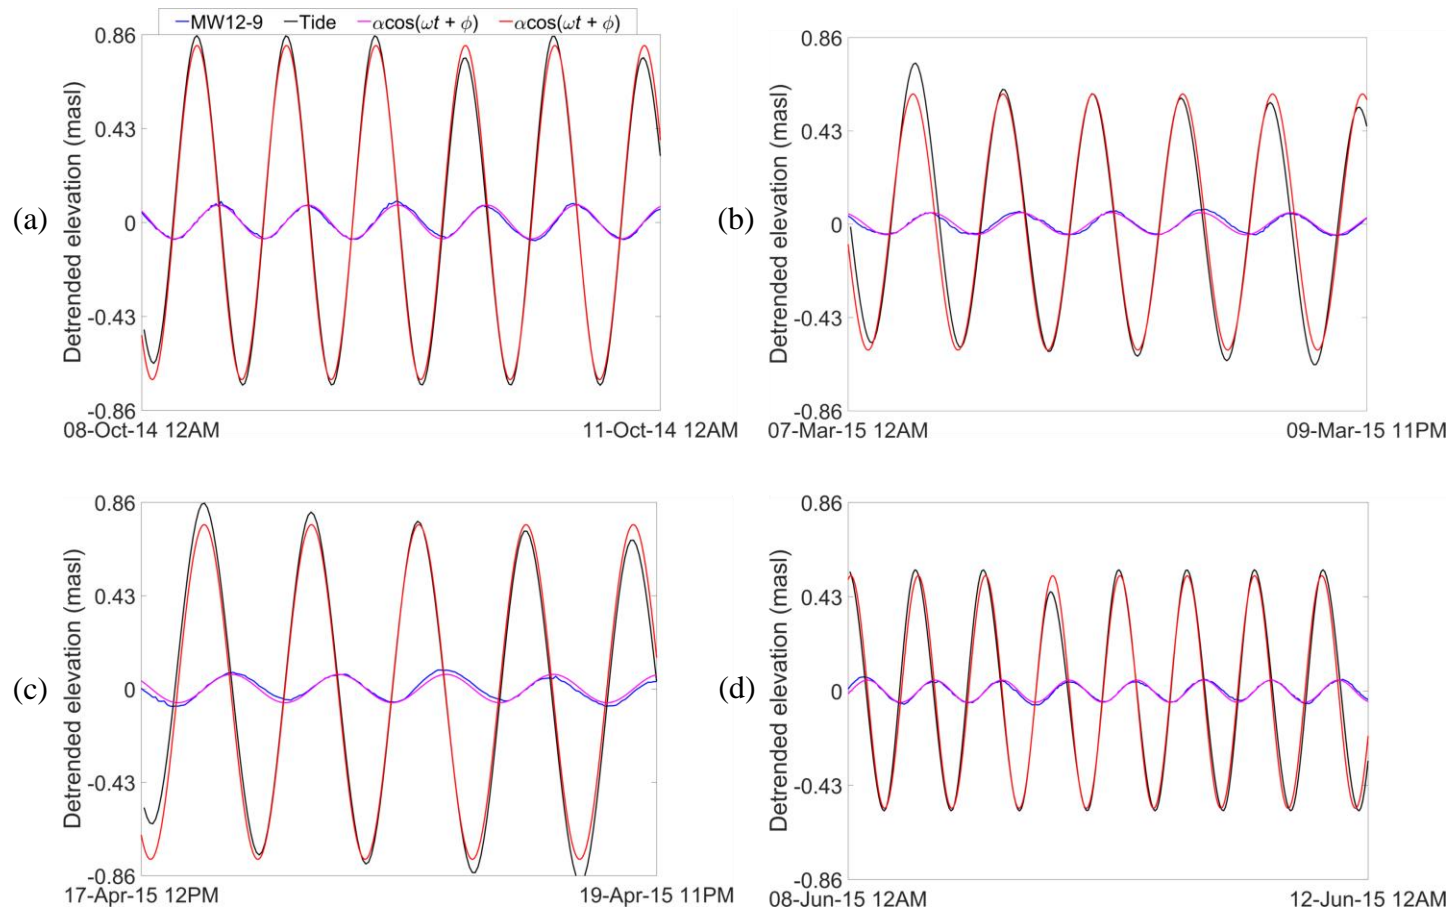 MW12-9 Tide αcos(ωt + ϕ) αcos(ωt + ϕ)
(a)
Detrended elevation (masl)
0.86
0.43
0
-0.43
-0.86
08-Oct-14 12AM 11-Oct-14 12AM
(b)
Detrended elevation (masl)
0.86
0.43
0
-0.43
-0.86
07-Mar-15 12AM 09-Mar-15 11PM
(c)
Detrended elevation (masl)
0.86
0.43
0
-0.43
-0.86
17-Apr-15 12PM 19-Apr-15 11PM
(d)
Detrended elevation (masl)
0.86
0.43
0
-0.43
-0.86
08-Jun-15 12AM 12-Jun-15 12AM